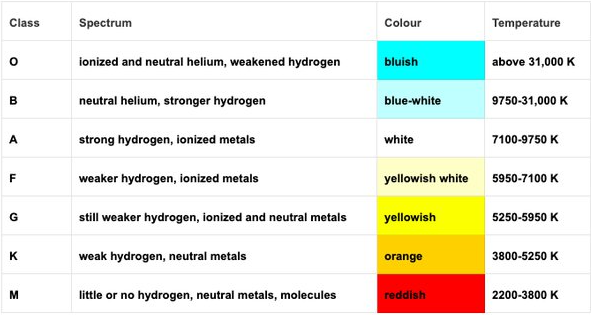 Class Spectrum Colour Temperature
O ionized and neutral helium, weakened hydrogen bluish above 31,000 K
B neutral helium, stronger hydrogen blue-white 9750-31,000 K
A strong hydrogen, ionized metals white 7100-9750 K
F weaker hydrogen, ionized metals yellowish white 5950-7100 K
G still weaker hydrogen, ionized and neutral metals yellowish 5250-5950 K
K weak hydrogen, neutral metals orange 3800-5250 K
M little or no hydrogen, neutral metals, molecules reddish 2200-3800 K